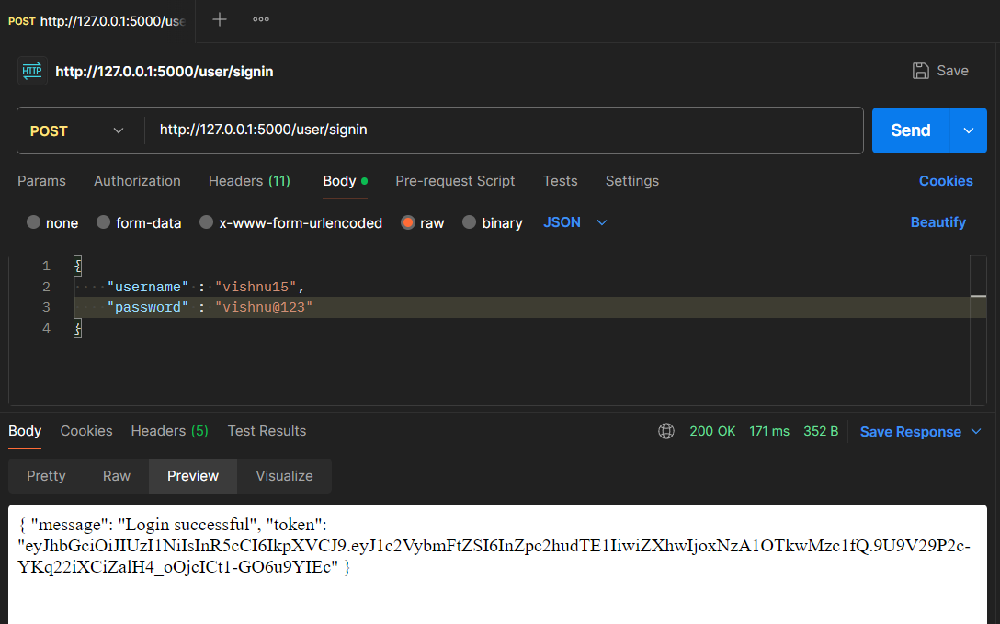 POST http://127.0.0.1:5000/use
HTTP http://127.0.0.1:5000/user/signin Save
POST http://127.0.0.1:5000/user/signin Send
Params Authorization Headers (11) Body Pre-request Script Tests Settings Cookies
none form-data x-www-form-urlencoded raw binary JSON Beautify
1 {
2 "username" : "vishnu15",
3 "password" : "vishnu@123"
4 }
Body Cookies Headers (5) Test Results 200 OK 171 ms 352 B Save Response
Pretty Raw Preview Visualize
{ "message": "Login successful", "token":
"eyJhbGciOiJIUzI1NiIsInR5cCI6IkpXVCJ9.eyJ1c2VybmFtZSI6InZpc2hudTE1IiwiZXhwIjoxNzA1OTkwMzc1fQ.9U9V29P2c-
YKq22iXCiZalH4_oOjcICt1-GO6u9YIEc" }